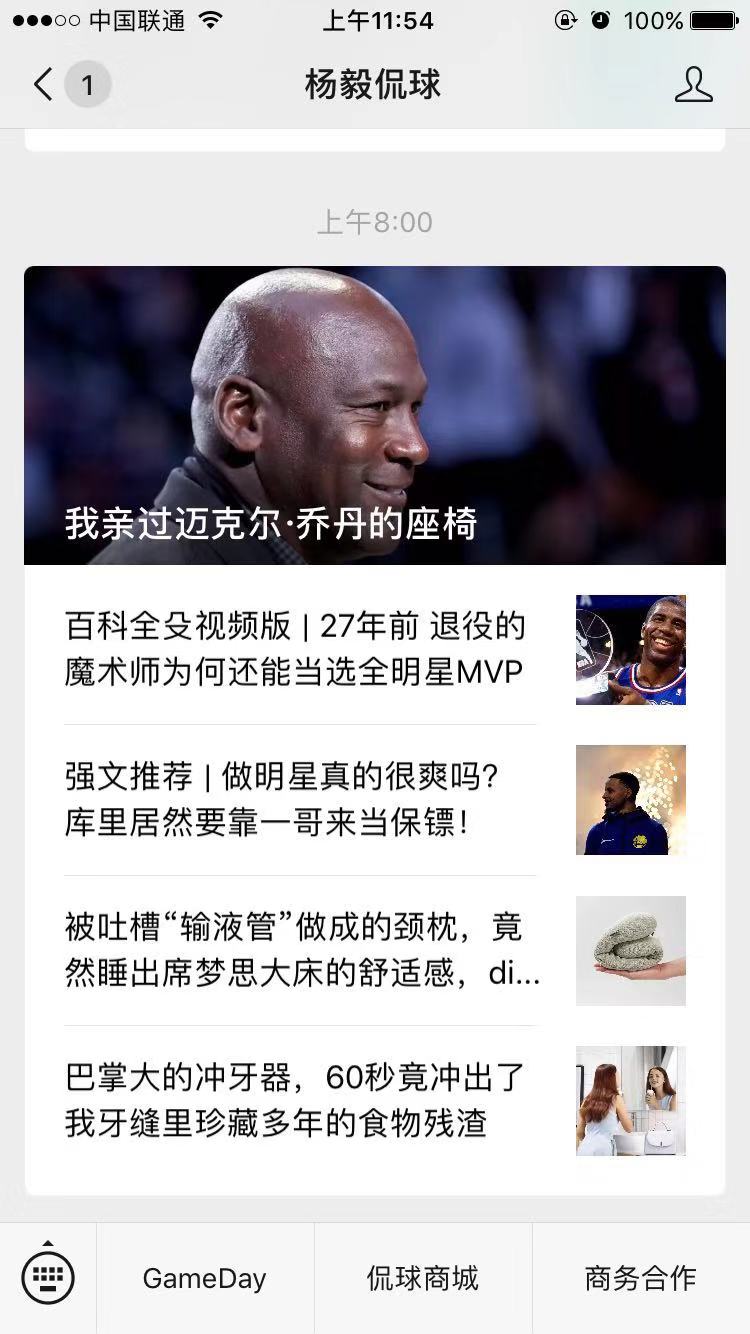 中国联通
上午11:54
100%
1
杨毅侃球
上午8:00
我亲过迈克尔·乔丹的座椅
百科全殳视频版 | 27年前 退役的
魔术师为何还能当选全明星MVP
强文推荐 | 做明星真的很爽吗?
库里居然要靠一哥来当保镖!
被吐槽“输液管”做成的颈枕，竟
然睡出席梦思大床的舒适感，di...
巴掌大的冲牙器，60秒竟冲出了
我牙缝里珍藏多年的食物残渣
GameDay
侃球商城
商务合作